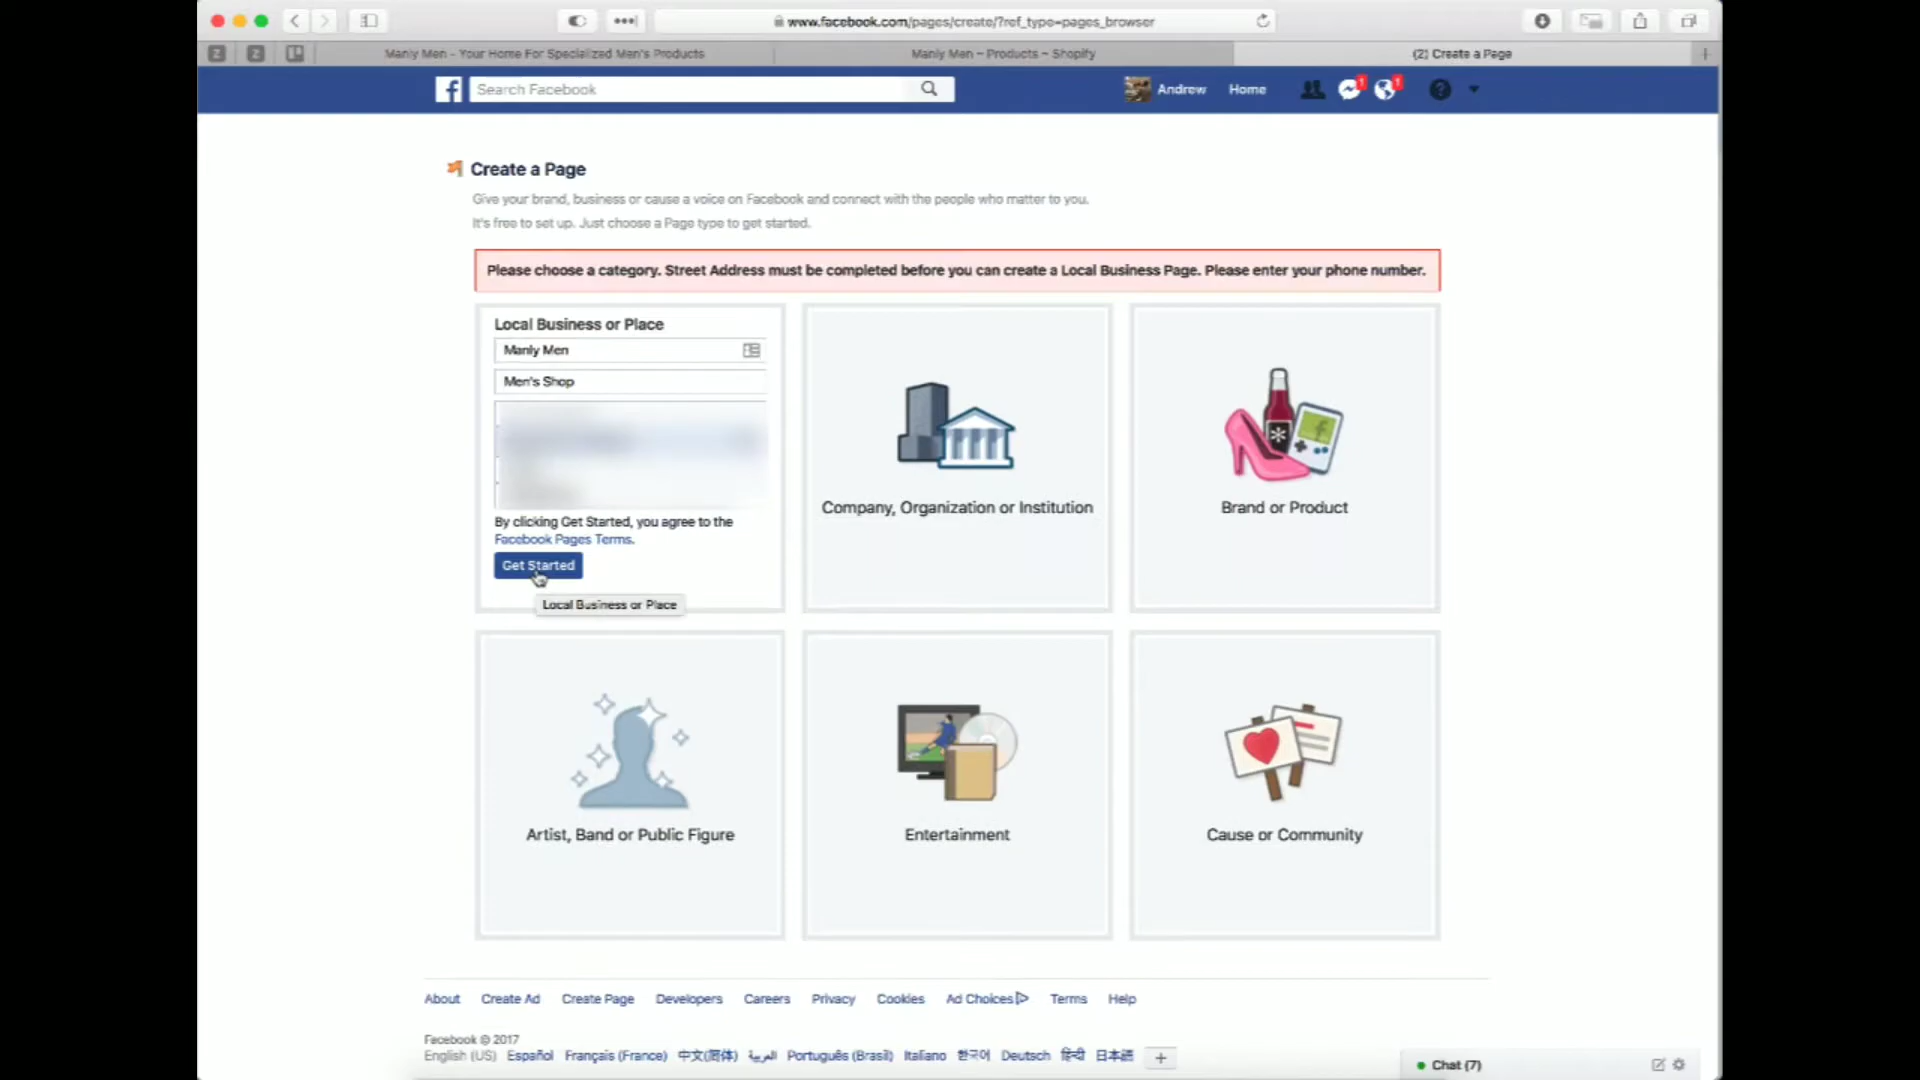 www.facebook.com/pages/create/?ref_type=pages_browser
Manly Men - Your Home For Specialized Men's Products
Manly Men ~ Products ~ Shopify
(2) Create a Page
Search Facebook
Andrew
Home
1
1
Create a Page
Give your brand, business or cause a voice on Facebook and connect with the people who matter to you.
It's free to set up. Just choose a Page type to get started.
Please choose a category. Street Address must be completed before you can create a Local Business Page. Please enter your phone number.
Local Business or Place
Manly Men
Men's Shop
By clicking Get Started, you agree to the
Facebook Pages Terms.
Get Started
Local Business or Place
Company, Organization or Institution
Brand or Product
Artist, Band or Public Figure
Entertainment
Cause or Community
About Create Ad Create Page Developers Careers Privacy Cookies Ad Choices Terms Help
Facebook © 2017
English (US) Español Français (France) 中文(简体) العربية Português (Brasil) Italiano 한국어 Deutsch हिन्दी 日本語 +
Chat (7)